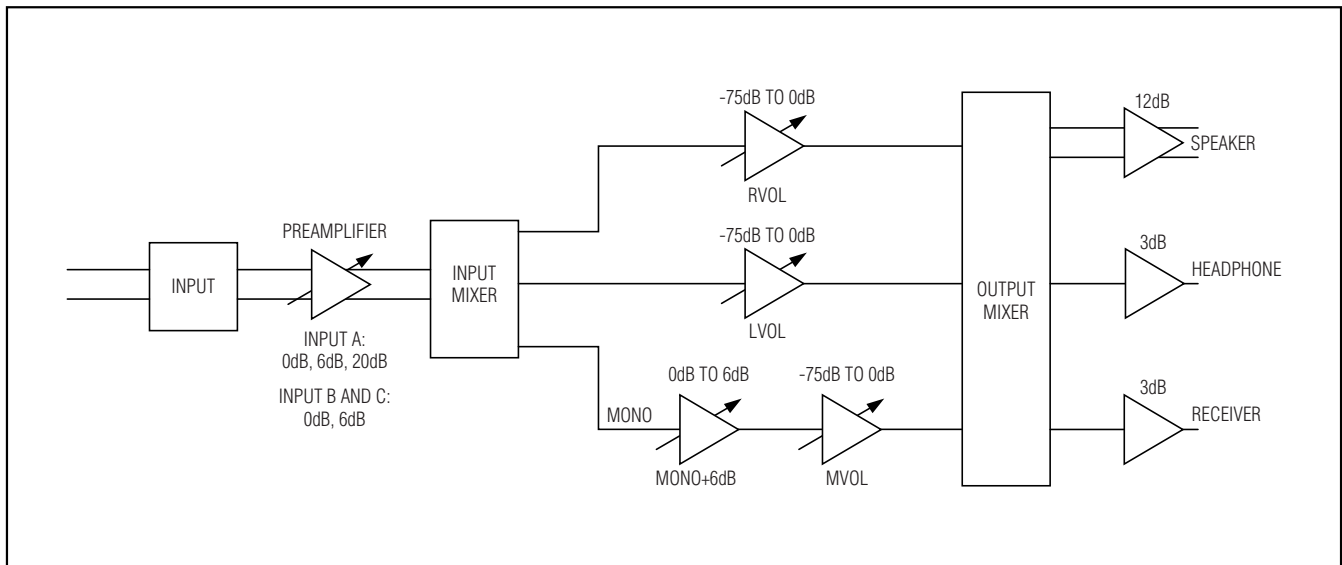 -75dB TO 0dB
RVOL
12dB
SPEAKER
PREAMPLIFIER
INPUT
INPUT A:
0dB, 6dB, 20dB
INPUT B AND C:
0dB, 6dB
INPUT
MIXER
-75dB TO 0dB
LVOL
OUTPUT
MIXER
3dB
HEADPHONE
MONO
0dB TO 6dB
MONO+6dB
-75dB TO 0dB
MVOL
3dB
RECEIVER